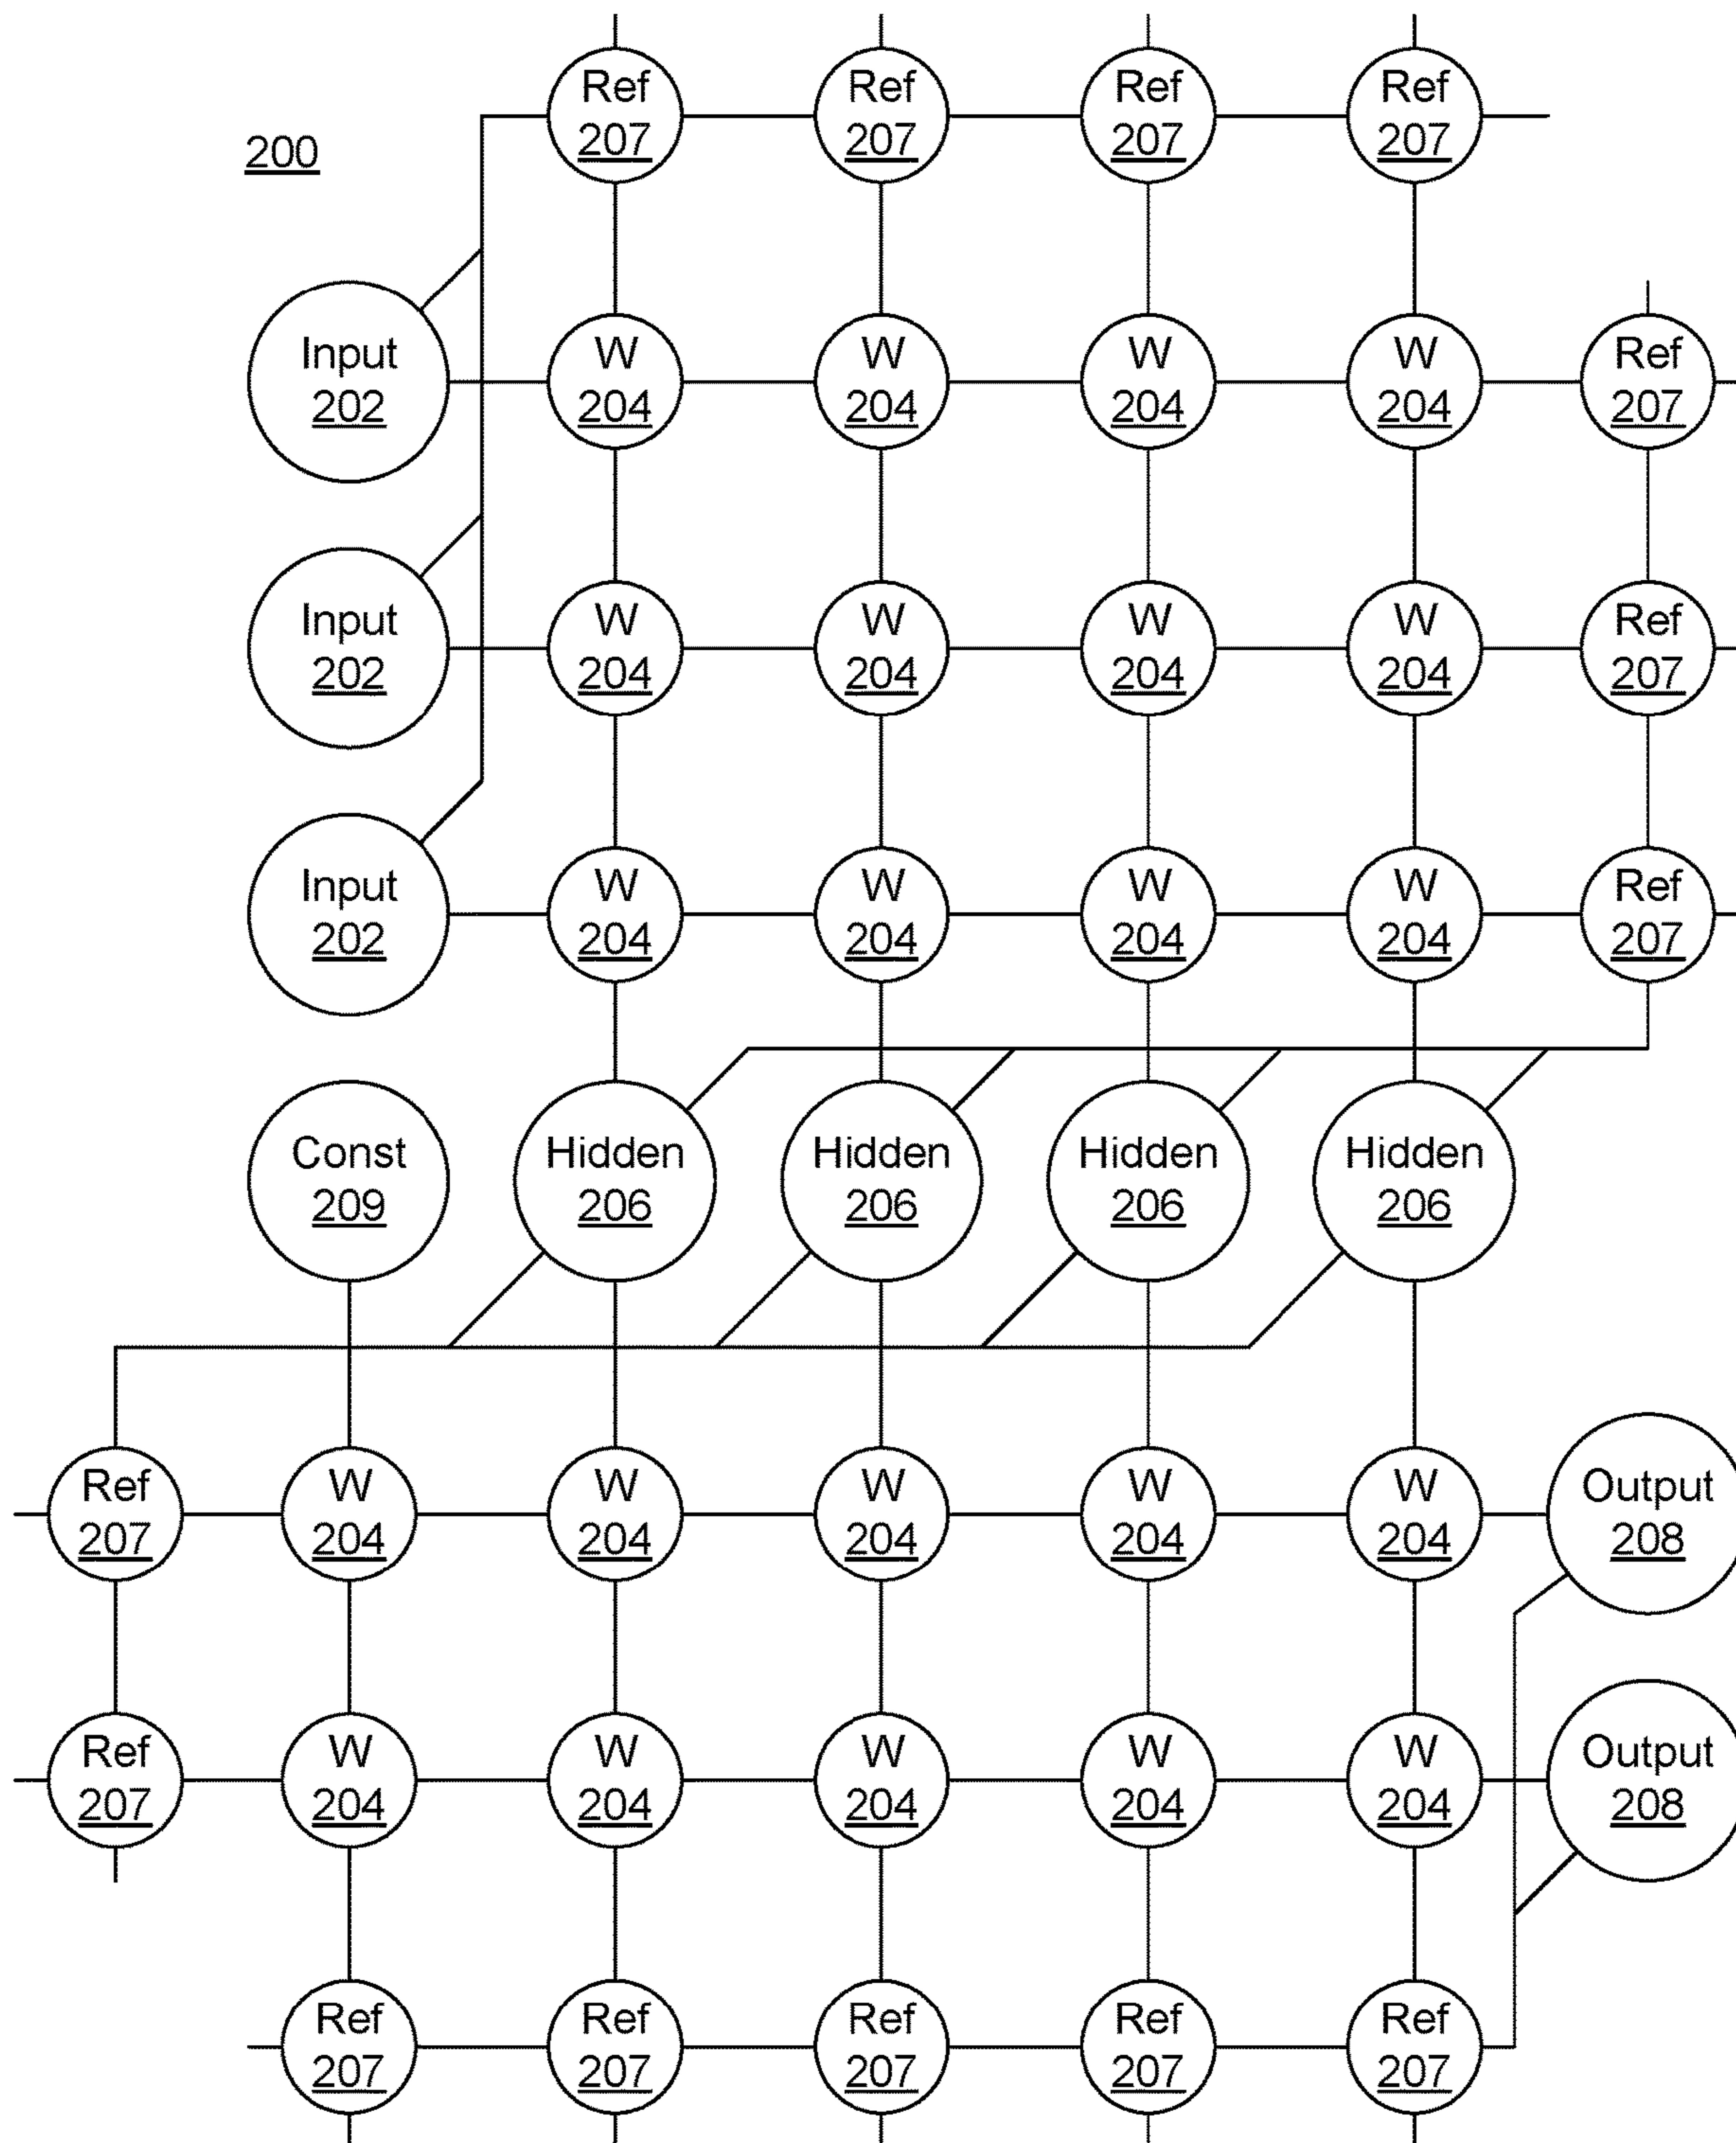 Ref Ref Ref Ref
207 207 207 207
200
Input W W W W Ref
202 204 204 204 204 207
Input W W W W Ref
202 204 204 204 204 207
Input W W W W Ref
202 204 204 204 204 207
Const Hidden Hidden Hidden Hidden
209 206 206 206 206
Ref W W W W W Output
207 204 204 204 204 204 208
Ref W W W W W Output
207 204 204 204 204 204 208
Ref Ref Ref Ref Ref
207 207 207 207 207